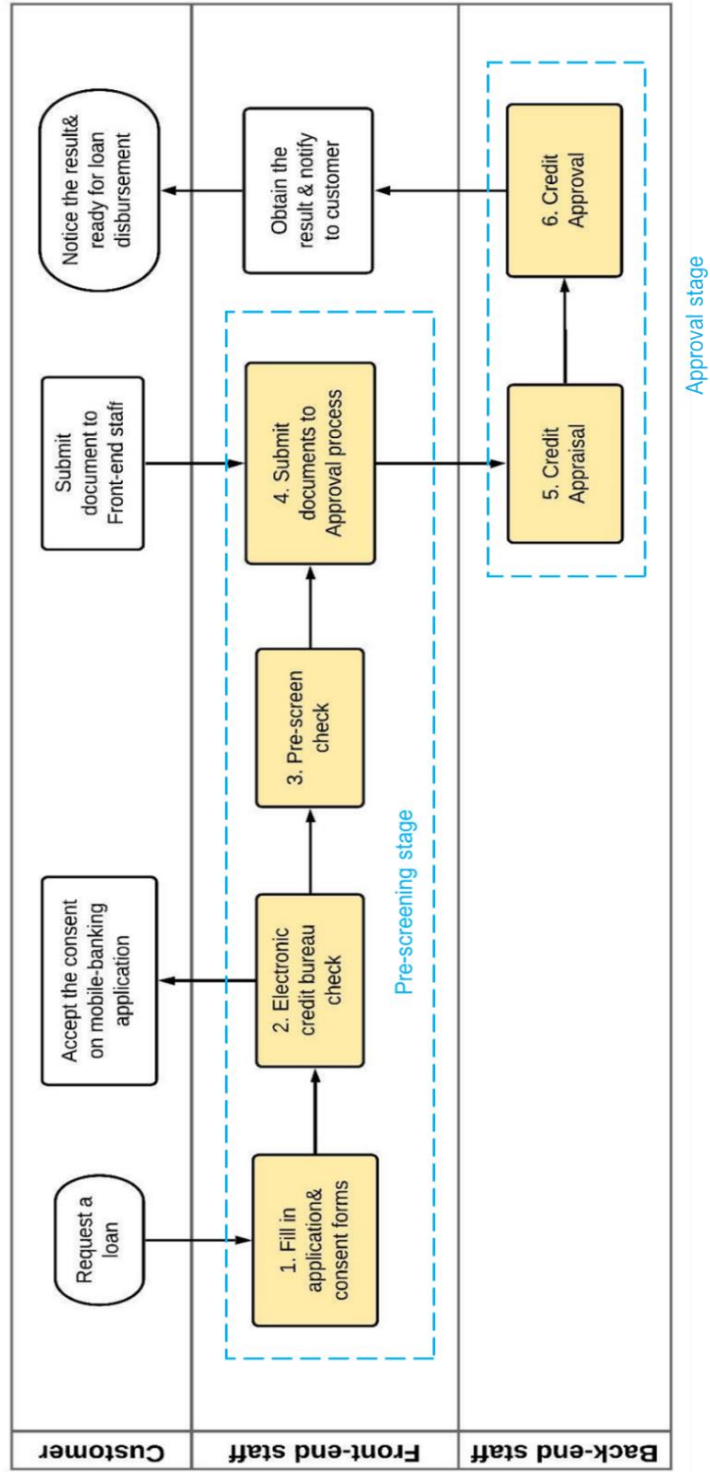 Customer
Request a
loan
Accept the consent
on mobile-banking
application
Submit
document to
Front-end staff
Notice the result&
ready for loan
disbursement
Front-end staff
1. Fill in
application&
consent forms
2. Electronic
credit bureau
check
3. Pre-screen
check
4. Submit
documents to
Approval process
Obtain the
result & notify
to customer
Pre-screening stage
Back-end staff
5. Credit
Appraisal
6. Credit
Approval
Approval stage